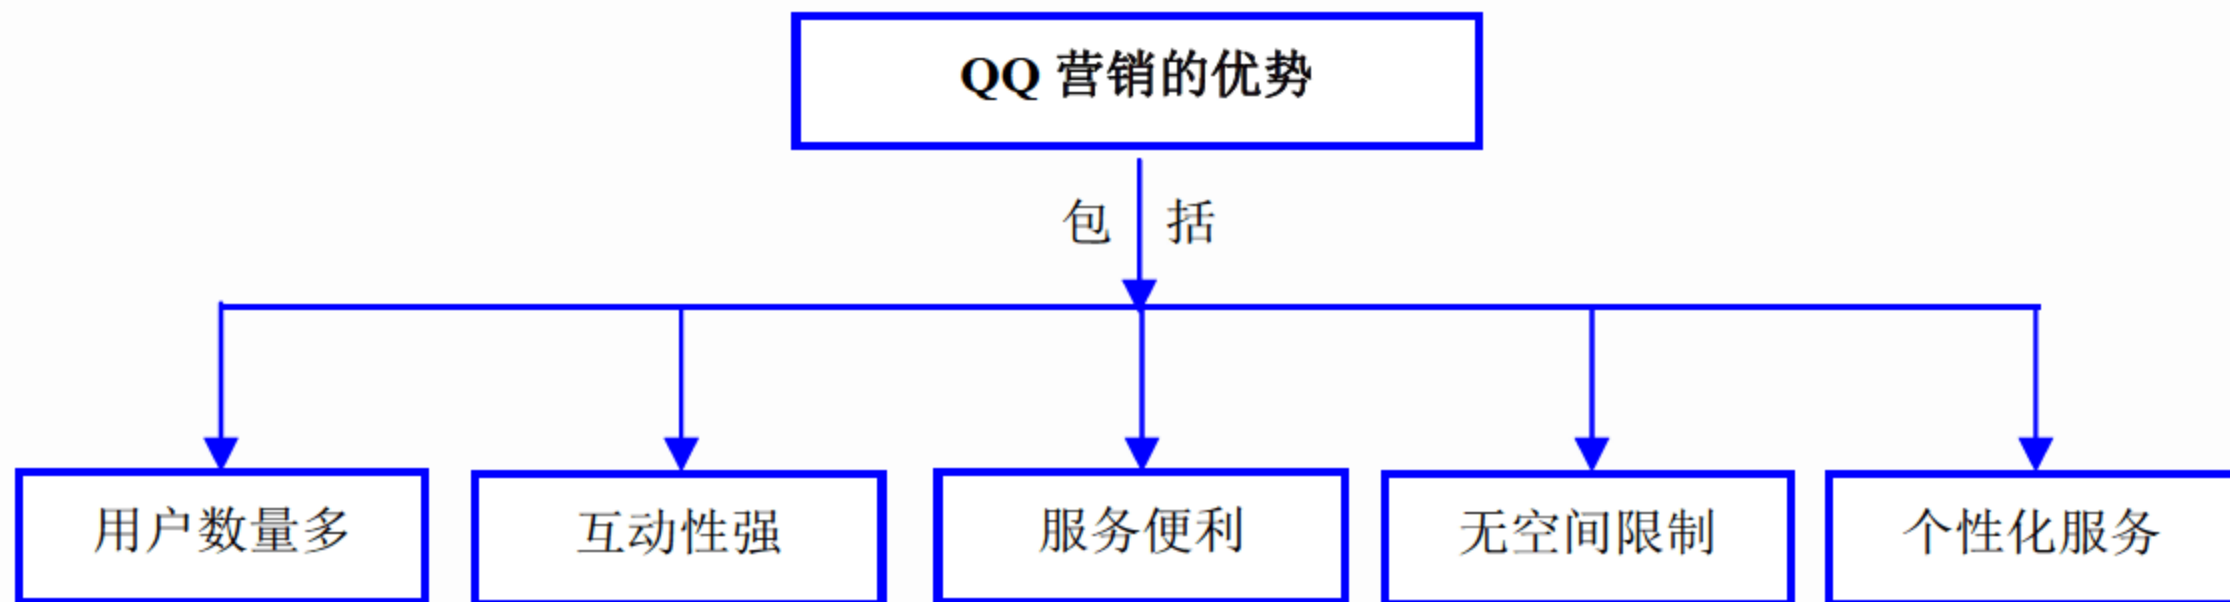 QQ 营销的优势
包 括
用户数量多
互动性强
服务便利
无空间限制
个性化服务